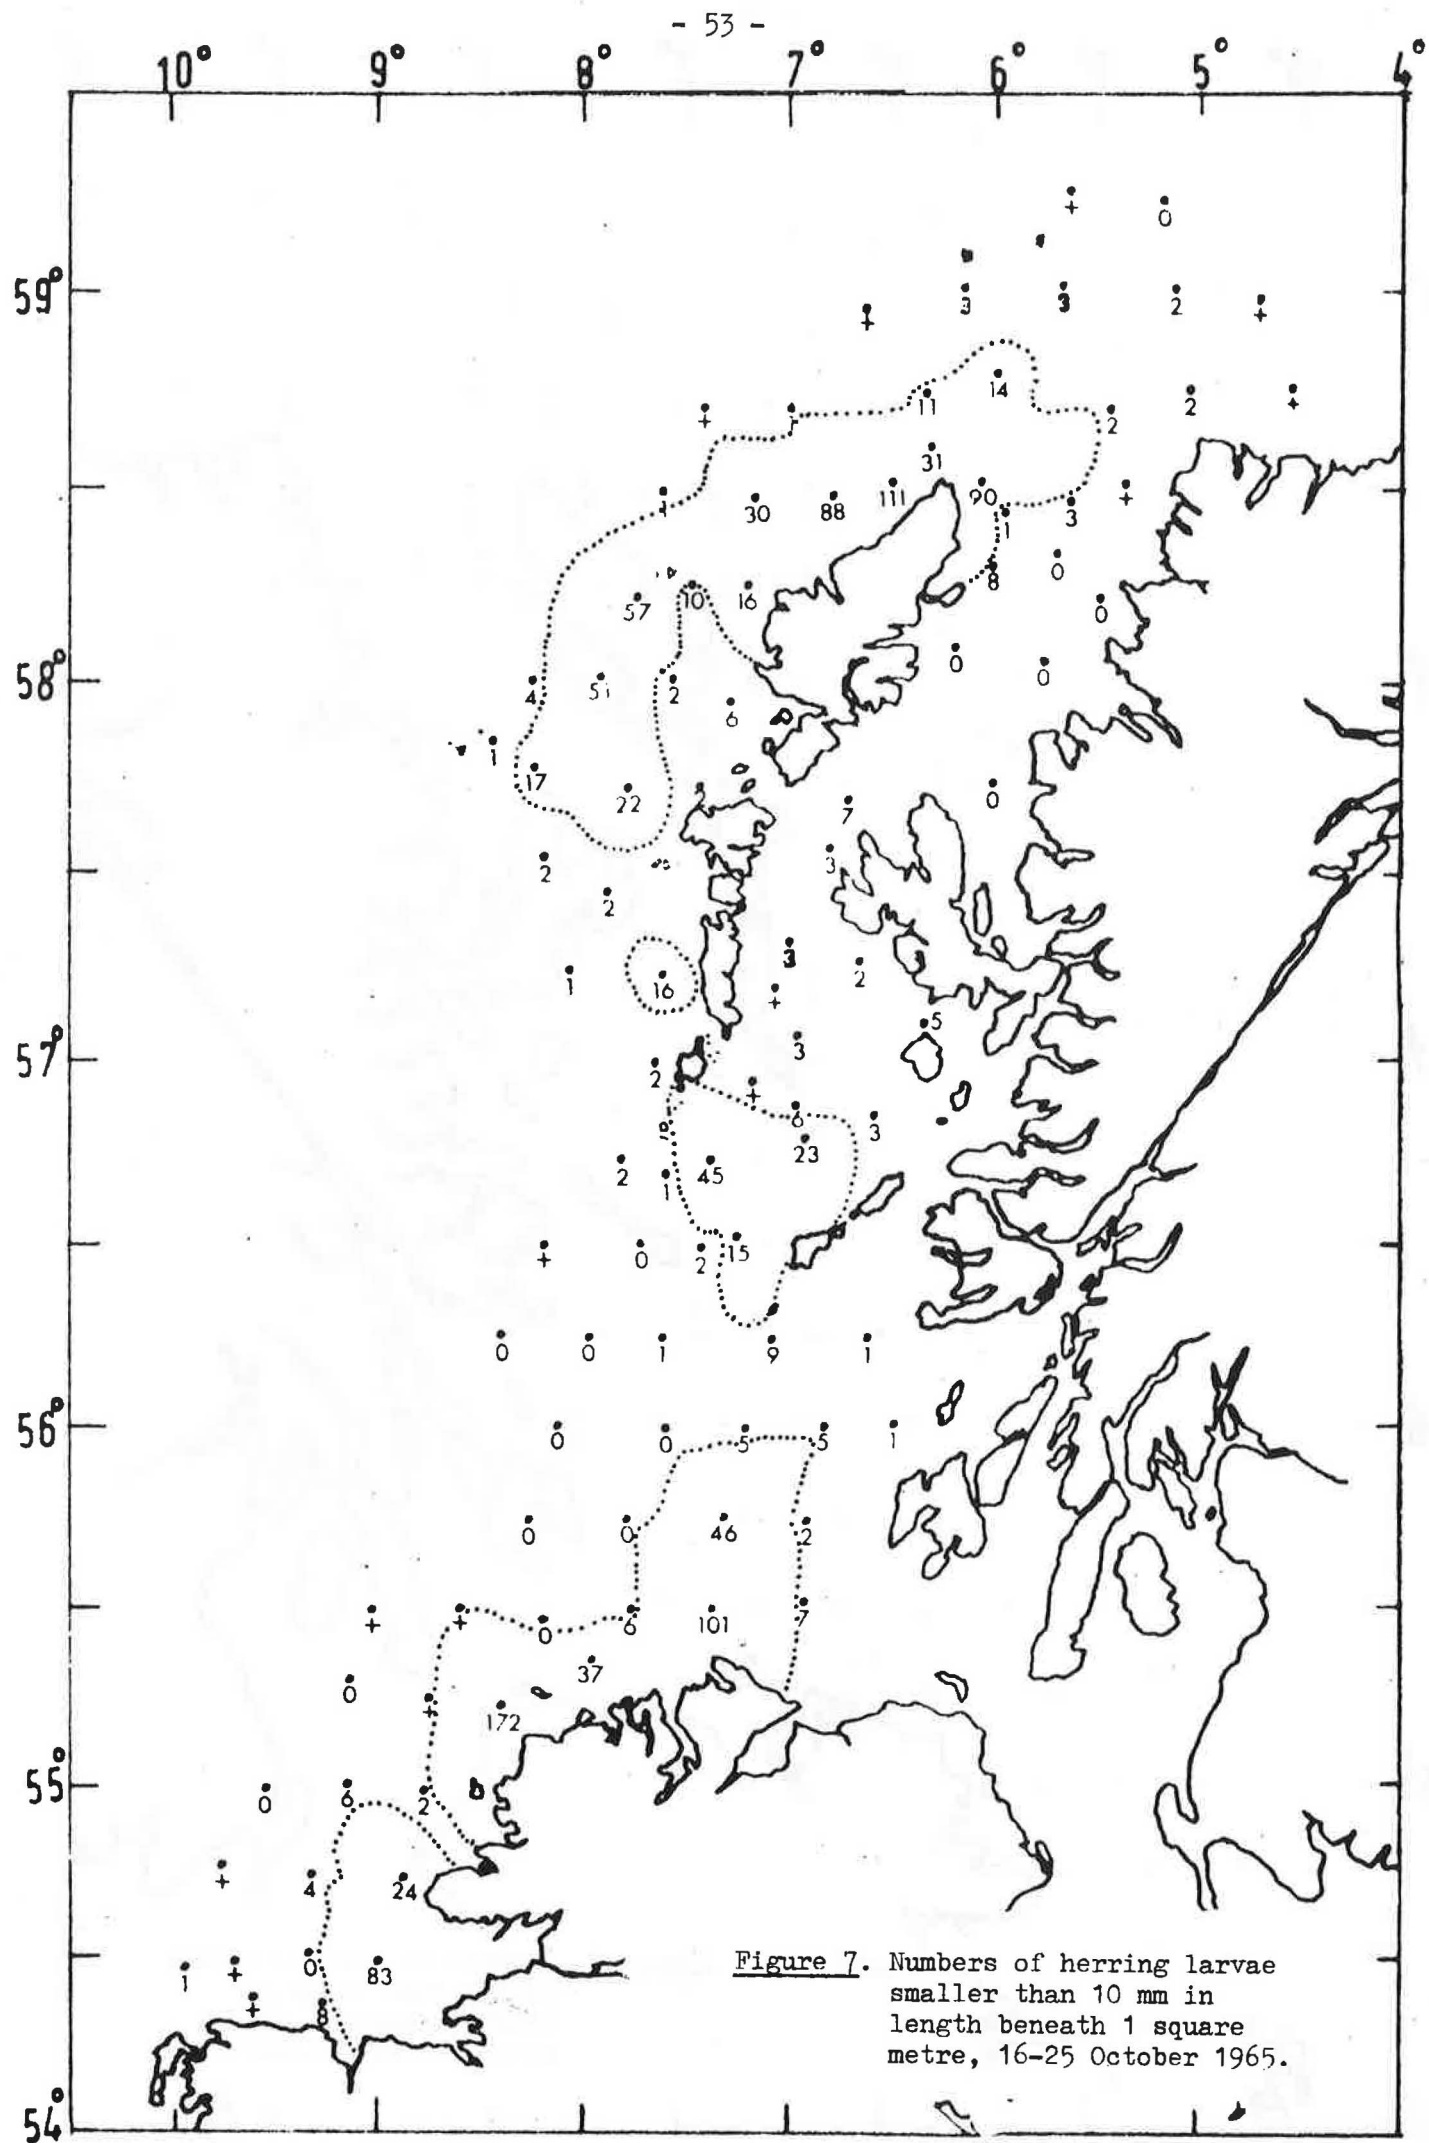 - 53 -
10° 9° 8° 7° 6° 5° 4°
+ 0
59°
+ 3 3 2 +
14
11
+ 1 2 2 +
31
1 30 88 111 90 1 3 +
8 0
57 10 16 0
0 0
58°
4 51 2 6
1
17 22 7 0
2 3
2
3 2
1 16 +
5
57°
2 3
+
6 3
23
2 1 45
+ 0 2 15
0 0 1 9 1
56°
0 0 5 5 1
0 0 46 2
+ + 0 6 101 7
37
0 + 172
55°
0 6 2
+ 4 24
1 + 0 83
+ 8
Figure 7. Numbers of herring larvae
smaller than 10 mm in
length beneath 1 square
metre, 16-25 October 1965.
54°